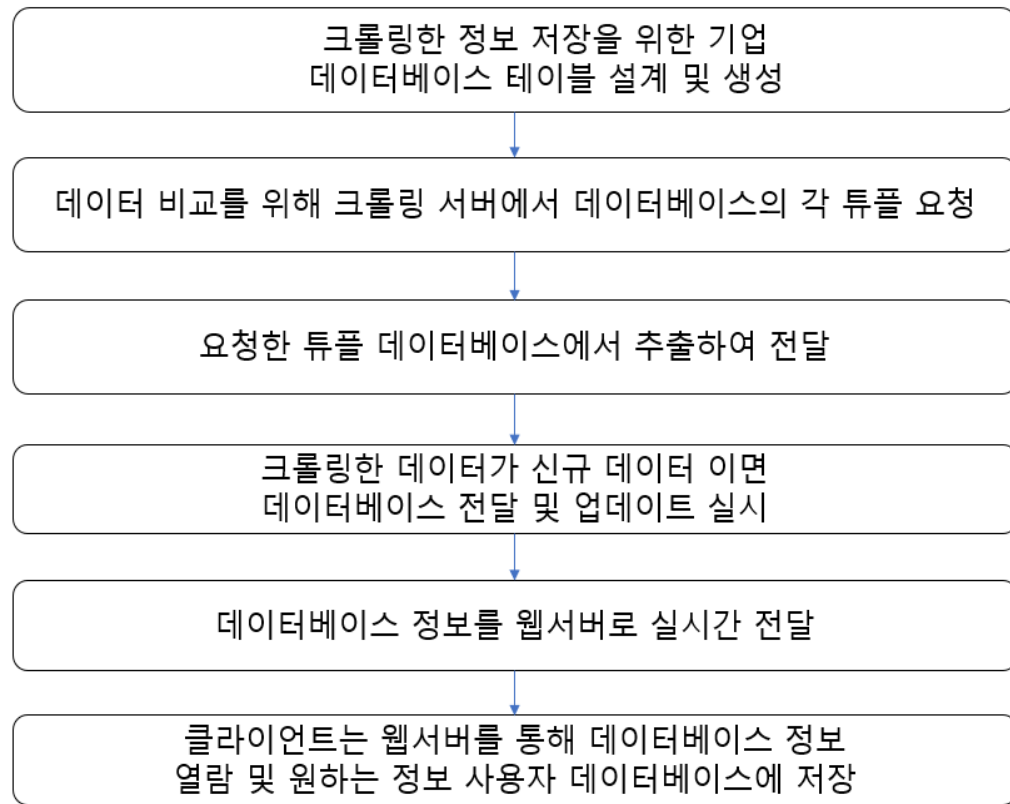 크롤링한 정보 저장을 위한 기업
데이터베이스 테이블 설계 및 생성
데이터 비교를 위해 크롤링 서버에서 데이터베이스의 각 튜플 요청
요청한 튜플 데이터베이스에서 추출하여 전달
크롤링한 데이터가 신규 데이터 이면
데이터베이스 전달 및 업데이트 실시
데이터베이스 정보를 웹서버로 실시간 전달
클라이언트는 웹서버를 통해 데이터베이스 정보
열람 및 원하는 정보 사용자 데이터베이스에 저장